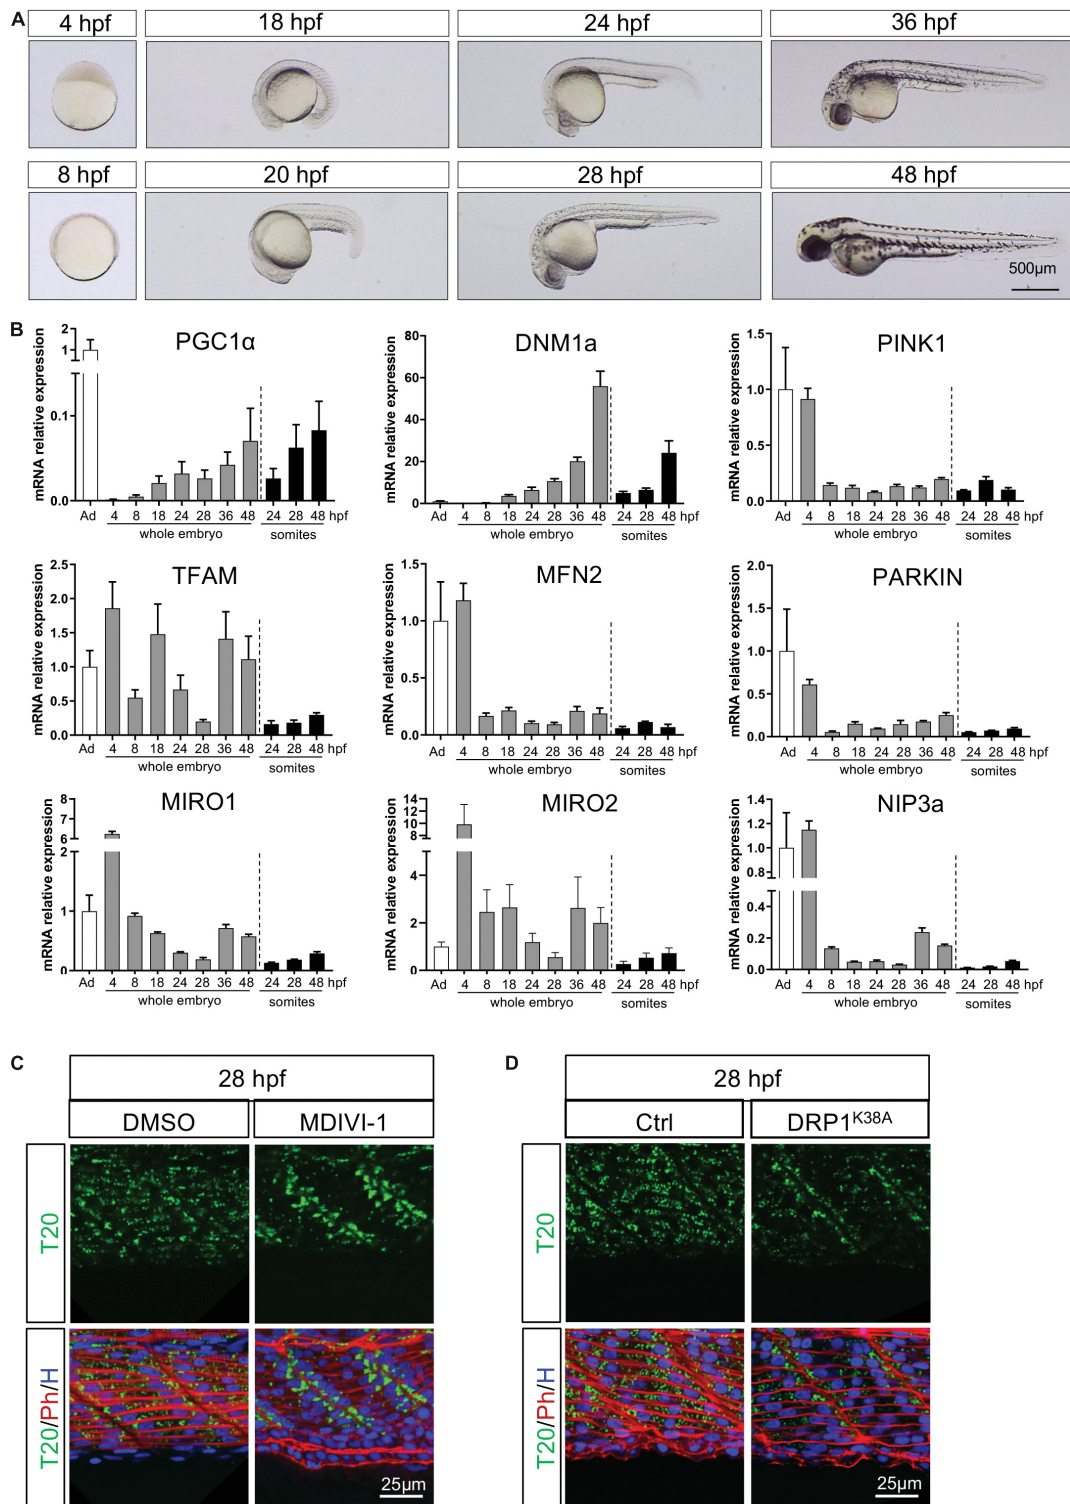 A
4 hpf 18 hpf 24 hpf 36 hpf
8 hpf 20 hpf 28 hpf 48 hpf
500µm
B
PGC1α
mRNA relative expression
2
1
0.1
0.0
Ad 4 8 18 24 28 36 48 24 28 48 hpf
whole embryo somites
DNM1a
mRNA relative expression
80
60
40
20
0
Ad 4 8 18 24 28 36 48 24 28 48 hpf
whole embryo somites
PINK1
mRNA relative expression
1.5
1.0
0.5
0.0
Ad 4 8 18 24 28 36 48 24 28 48 hpf
whole embryo somites
TFAM
mRNA relative expression
2.5
2.0
1.5
1.0
0.5
0.0
Ad 4 8 18 24 28 36 48 24 28 48 hpf
whole embryo somites
MFN2
mRNA relative expression
1.5
1.0
0.5
0.0
Ad 4 8 18 24 28 36 48 24 28 48 hpf
whole embryo somites
PARKIN
mRNA relative expression
2.0
1.5
1.0
0.5
0.0
Ad 4 8 18 24 28 36 48 24 28 48 hpf
whole embryo somites
MIRO1
mRNA relative expression
8
6
2
1
0
Ad 4 8 18 24 28 36 48 24 28 48 hpf
whole embryo somites
MIRO2
mRNA relative expression
14
12
10
8
4
2
0
Ad 4 8 18 24 28 36 48 24 28 48 hpf
whole embryo somites
NIP3a
mRNA relative expression
1.4
1.2
1.0
0.8
0.4
0.2
0.0
Ad 4 8 18 24 28 36 48 24 28 48 hpf
whole embryo somites
C
28 hpf
DMSO MDIVI-1
T20
T20/Ph/H
25µm
D
28 hpf
Ctrl DRP1K38A
T20
T20/Ph/H
25µm